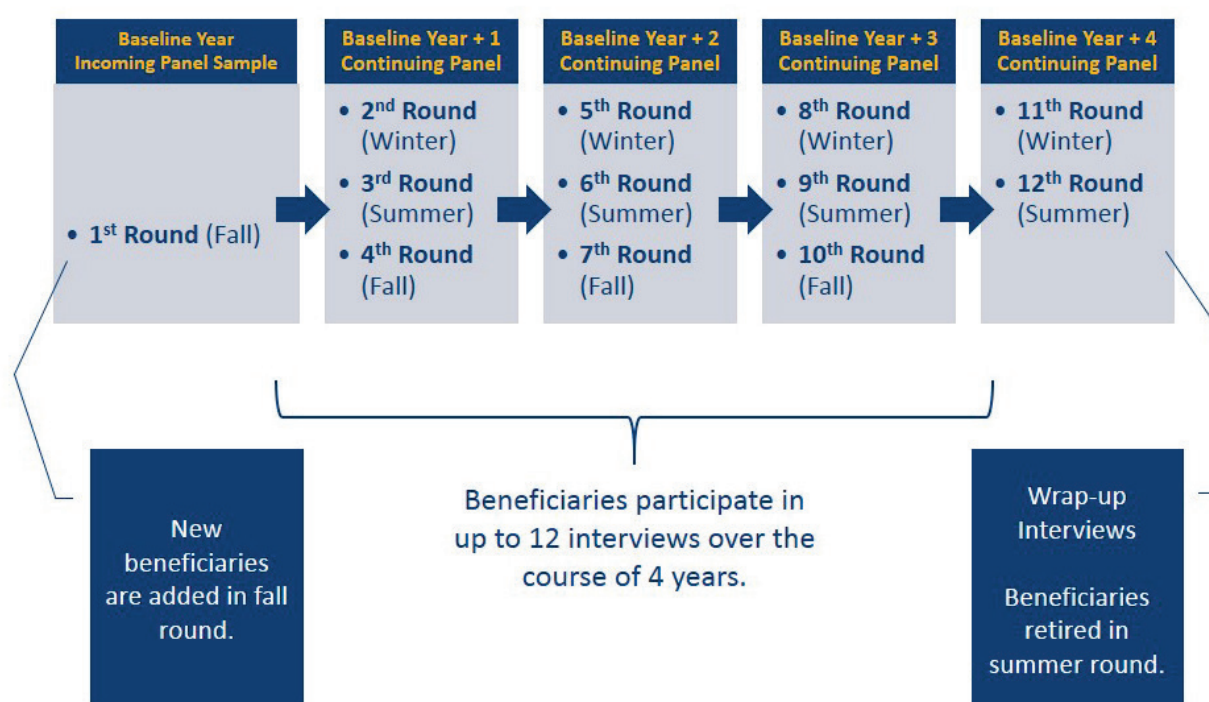 Baseline Year
Incoming Panel Sample
• 1st Round (Fall)
Baseline Year + 1
Continuing Panel
• 2nd Round
(Winter)
• 3rd Round
(Summer)
• 4th Round
(Fall)
Baseline Year + 2
Continuing Panel
• 5th Round
(Winter)
• 6th Round
(Summer)
• 7th Round
(Fall)
Baseline Year + 3
Continuing Panel
• 8th Round
(Winter)
• 9th Round
(Summer)
• 10th Round
(Fall)
Baseline Year + 4
Continuing Panel
• 11th Round
(Winter)
• 12th Round
(Summer)
New
beneficiaries
are added in fall
round.
Beneficiaries participate in
up to 12 interviews over the
course of 4 years.
Wrap-up
Interviews
Beneficiaries
retired in
summer round.